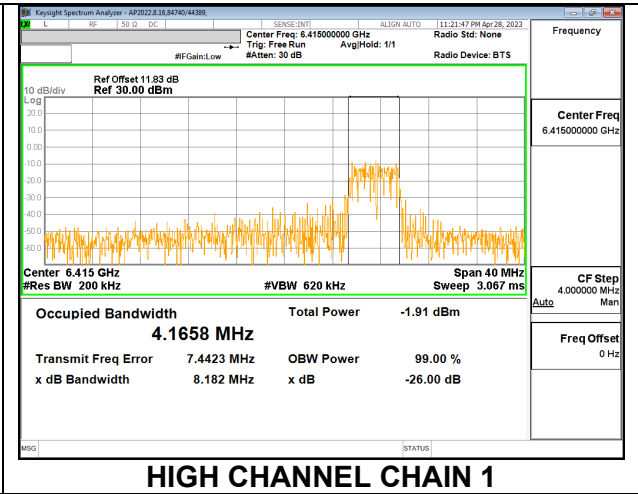 Keysight Spectrum Analyzer - AP2022.8.16,84740/44389,
L RF 50 Ω DC SENSE:INT ALIGN AUTO 11:21:47 PM Apr 28, 2023
Center Freq: 6.415000000 GHz Radio Std: None
Trig: Free Run Avg|Hold: 1/1
#IFGain:Low #Atten: 30 dB Radio Device: BTS
Frequency
Ref Offset 11.83 dB
10 dB/div Ref 30.00 dBm
Log
20.0
10.0
0.00
-10.0
-20.0
-30.0
-40.0
-50.0
-60.0
Center 6.415 GHz Span 40 MHz
#Res BW 200 kHz #VBW 620 kHz Sweep 3.067 ms
Occupied Bandwidth Total Power -1.91 dBm
4.1658 MHz
Transmit Freq Error 7.4423 MHz OBW Power 99.00 %
x dB Bandwidth 8.182 MHz x dB -26.00 dB
Center Freq
6.415000000 GHz
CF Step
4.000000 MHz
Auto Man
Freq Offset
0 Hz
MSG STATUS
HIGH CHANNEL CHAIN 1